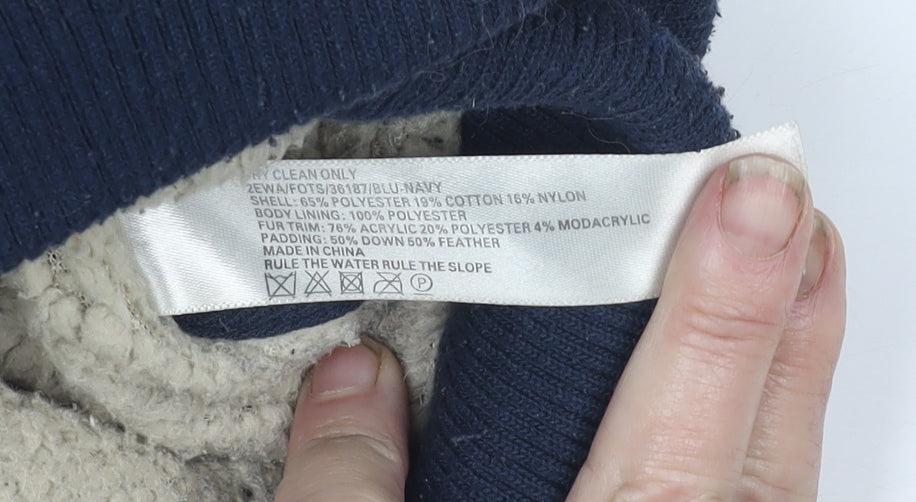 DRY CLEAN ONLY
2EWA/FOTS/36187/BLU-NAVY
SHELL: 65% POLYESTER 19% COTTON 16% NYLON
BODY LINING: 100% POLYESTER
FUR TRIM: 76% ACRYLIC 20% POLYESTER 4% MODACRYLIC
PADDING: 50% DOWN 50% FEATHER
MADE IN CHINA
RULE THE WATER RULE THE SLOPE
P